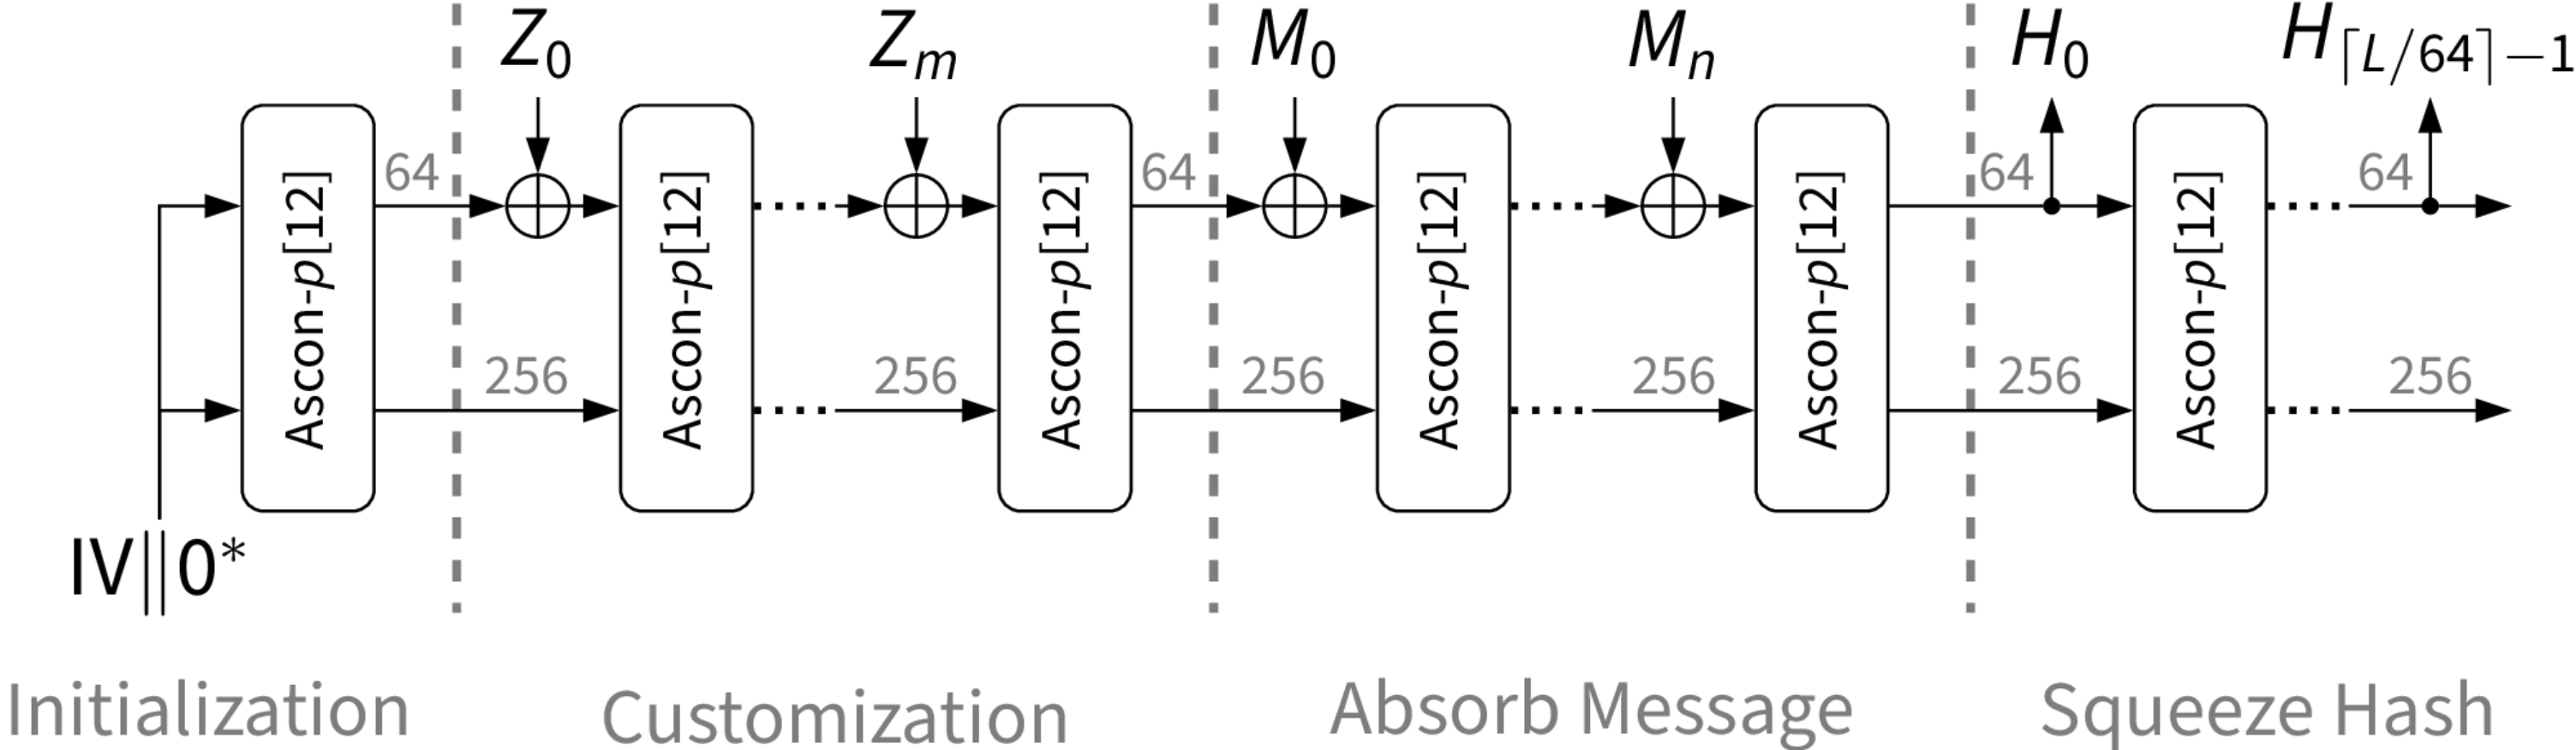 Z₀ Zₘ M₀ Mₙ H₀ H⌈L/64⌉−1
64 64 64 64
Ascon-p[12] Ascon-p[12] Ascon-p[12] Ascon-p[12] Ascon-p[12] Ascon-p[12]
256 256 256 256 256 256
IV||0*
Initialization Customization Absorb Message Squeeze Hash